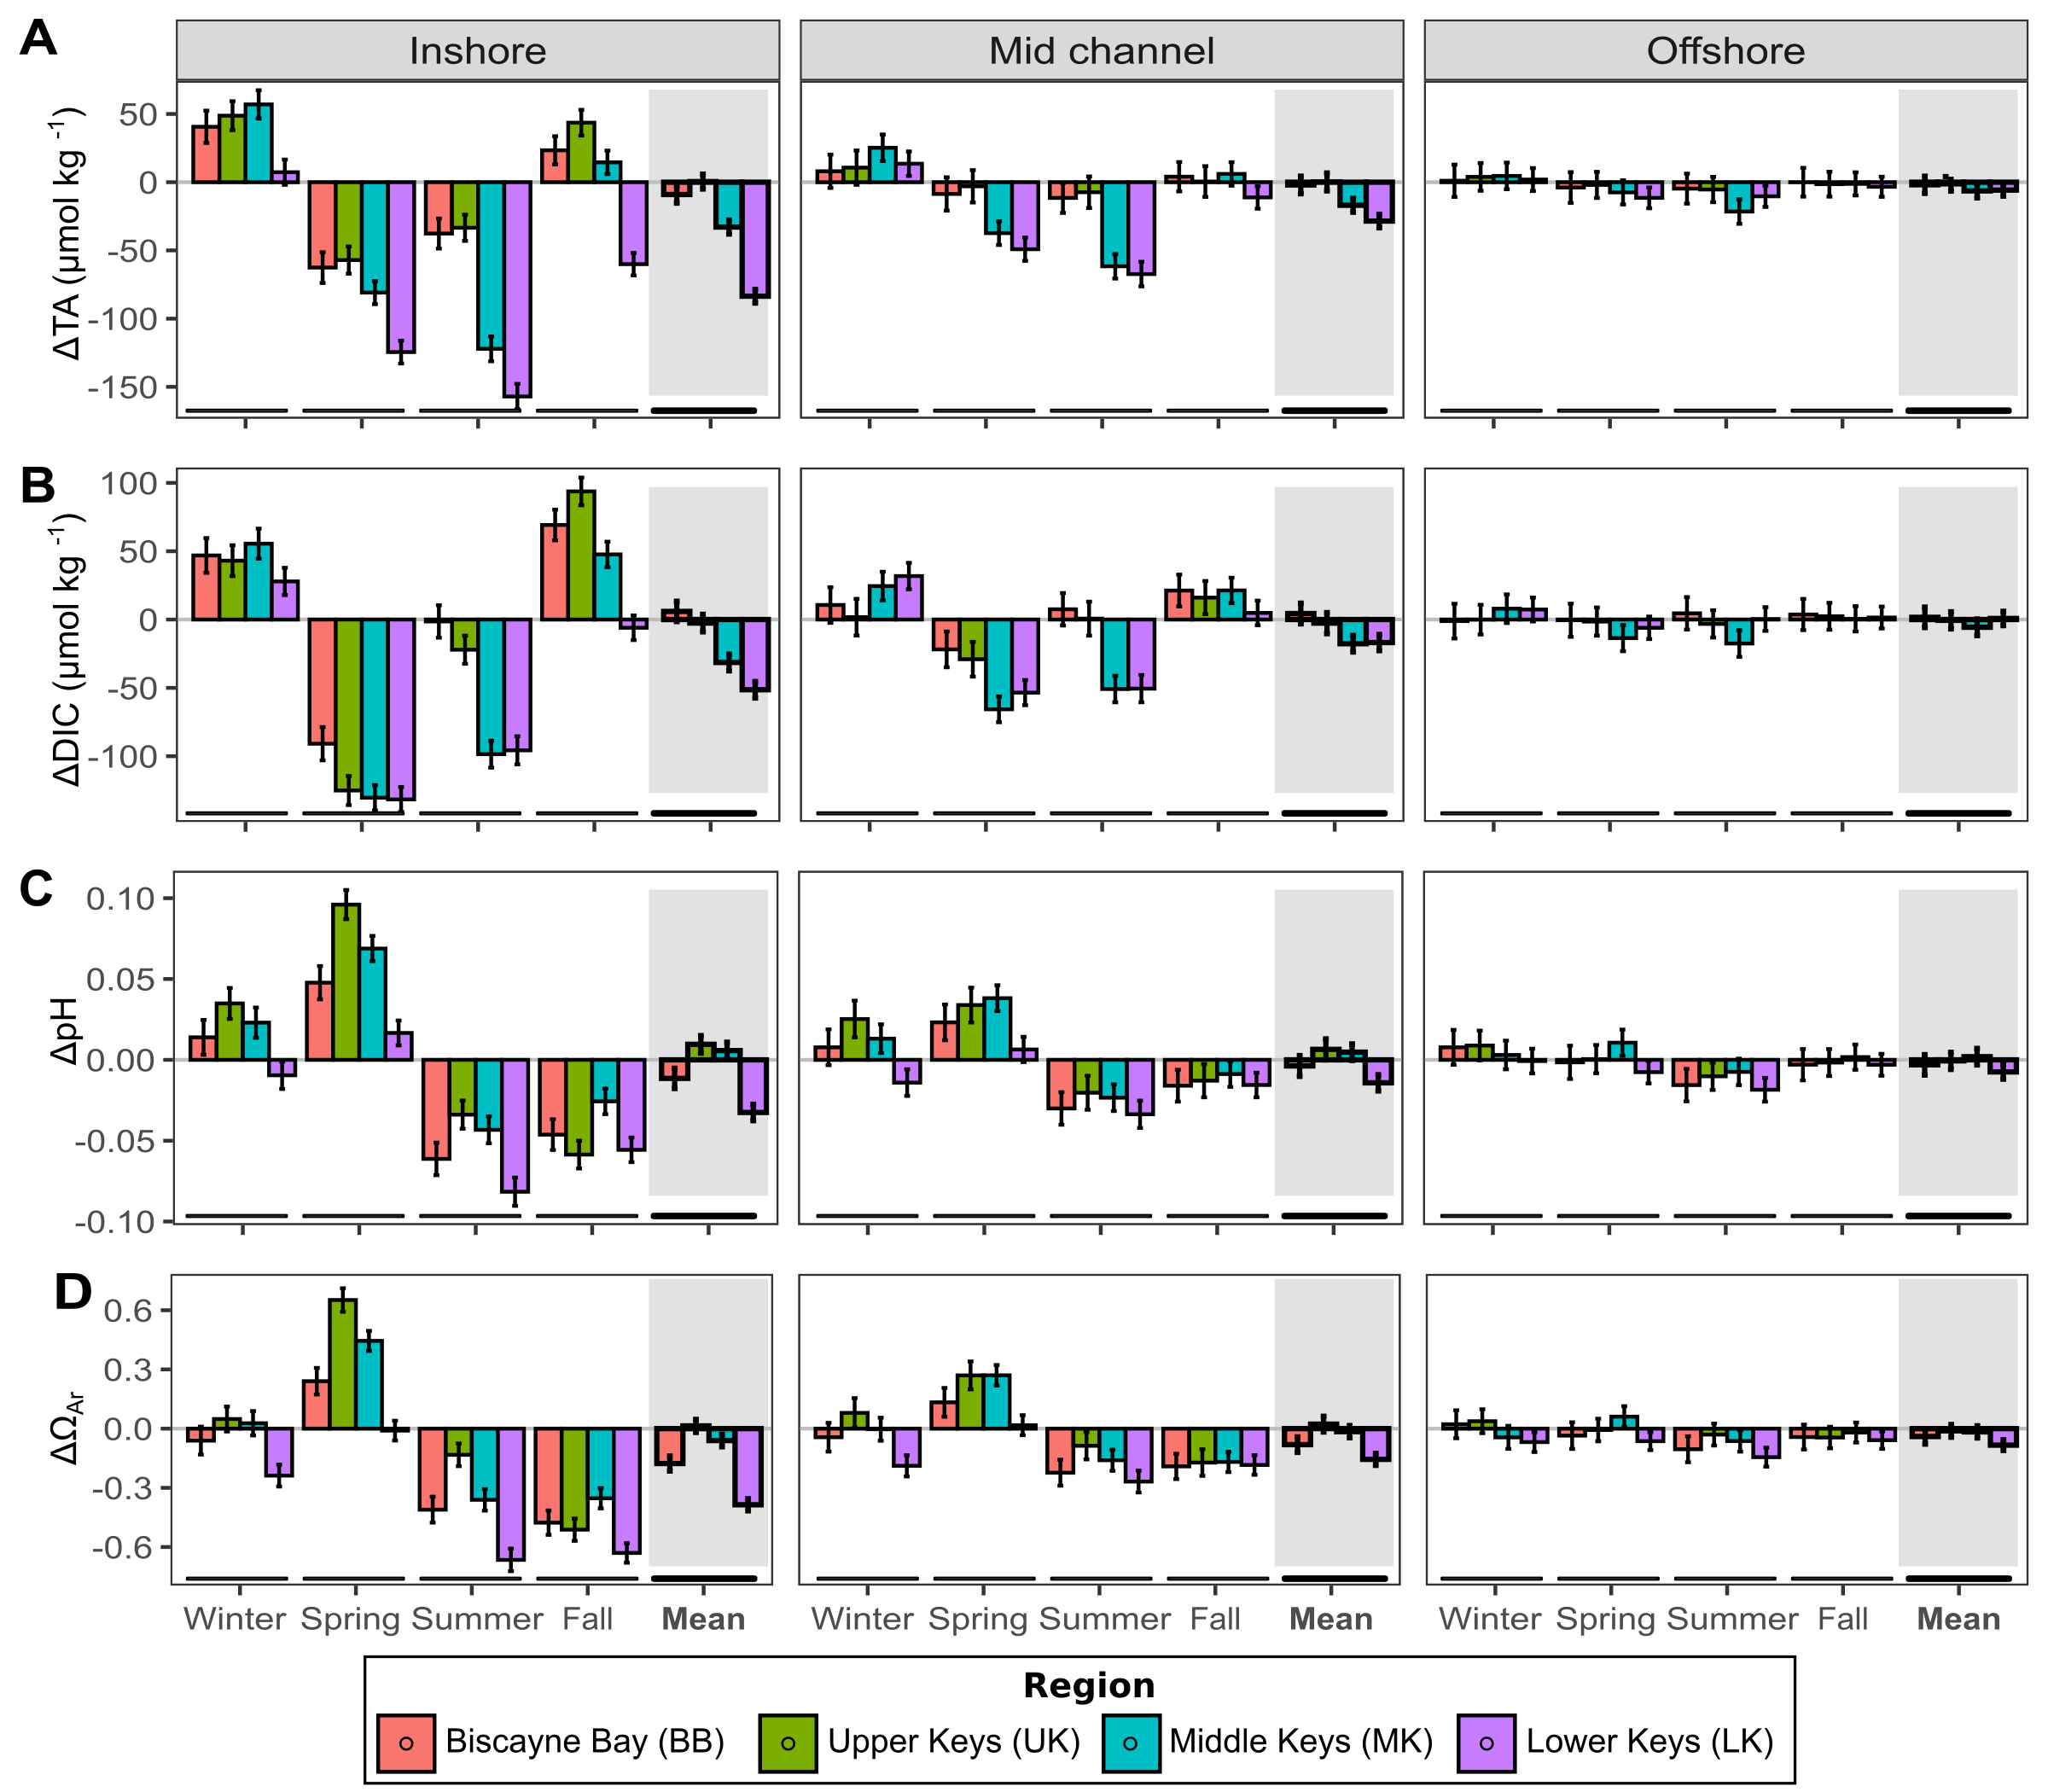 A
Inshore
Mid channel
Offshore
ΔTA (µmol kg -1)
50
0
-50
-100
-150
B
ΔDIC (µmol kg -1)
100
50
0
-50
-100
C
ΔpH
0.10
0.05
0.00
-0.05
-0.10
D
ΔΩAr
0.6
0.3
0.0
-0.3
-0.6
Winter Spring Summer Fall Mean
Winter Spring Summer Fall Mean
Winter Spring Summer Fall Mean
Region
Biscayne Bay (BB) Upper Keys (UK) Middle Keys (MK) Lower Keys (LK)